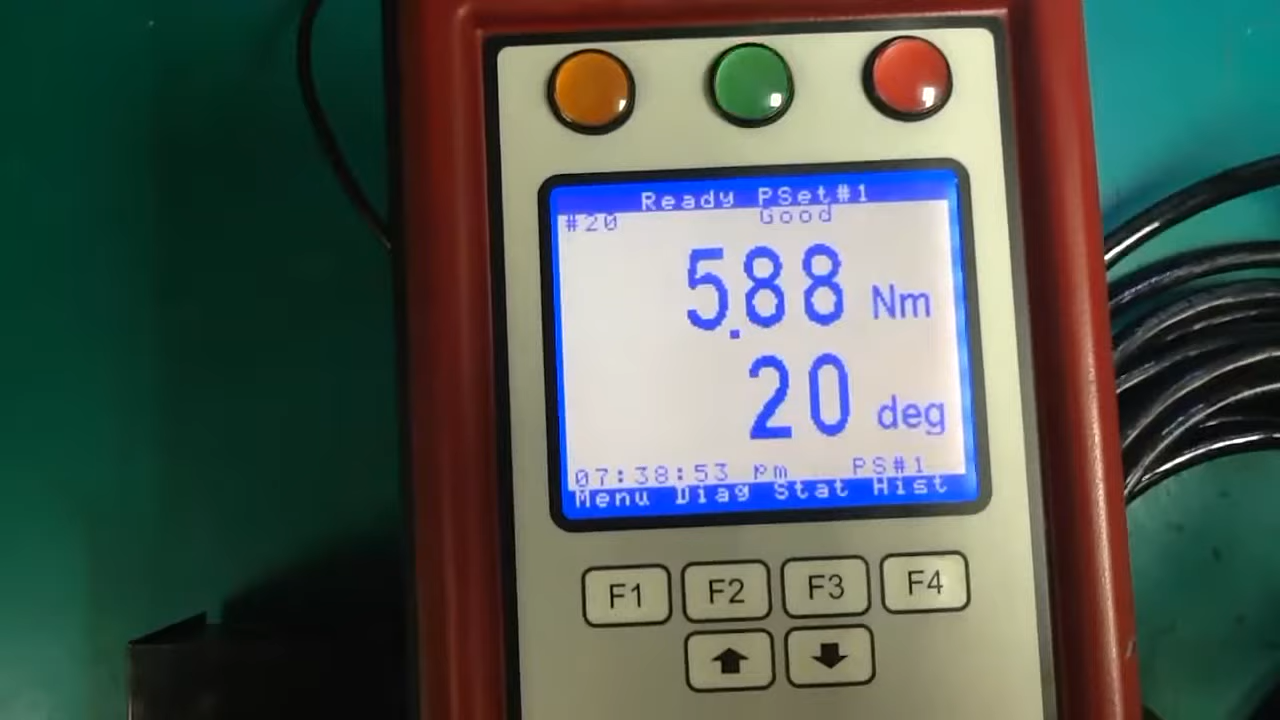 Ready PSet#1
#20 Good
5.88 Nm
20 deg
07:38:53 pm PS#1
Menu Diag Stat Hist
F1 F2 F3 F4